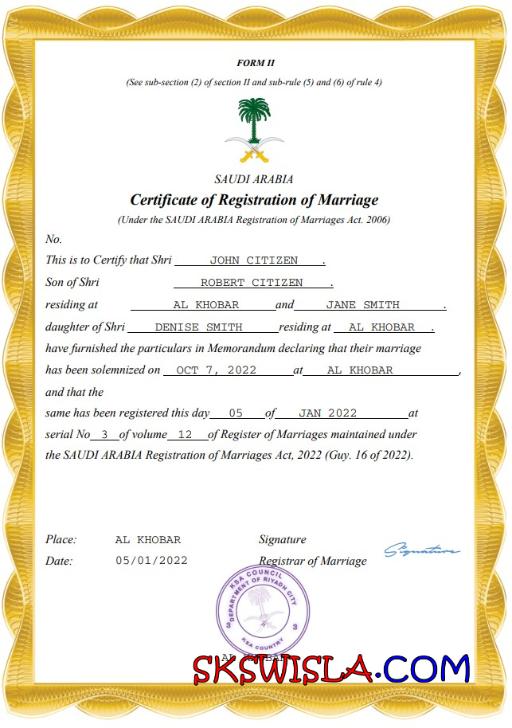 FORM II
(See sub-section (2) of section II and sub-rule (5) and (6) of rule 4)
SAUDI ARABIA
Certificate of Registration of Marriage
(Under the SAUDI ARABIA Registration of Marriages Act. 2006)
No.
This is to Certify that Shri JOHN CITIZEN .
Son of Shri ROBERT CITIZEN .
residing at AL KHOBAR and JANE SMITH .
daughter of Shri DENISE SMITH residing at AL KHOBAR .
have furnished the particulars in Memorandum declaring that their marriage
has been solemnized on OCT 7, 2022 at AL KHOBAR ,
and that the
same has been registered this day 05 of JAN 2022 at
serial No 3 of volume 12 of Register of Marriages maintained under
the SAUDI ARABIA Registration of Marriages Act, 2022 (Guy. 16 of 2022).
Place: AL KHOBAR Signature Signature
Date: 05/01/2022 Registrar of Marriage
KSA COUNCIL
DEPARTMENT OF RIYADH CITY
3 3
KSA COUNTRY
AL KHOBAR
SKSWISLA.COM